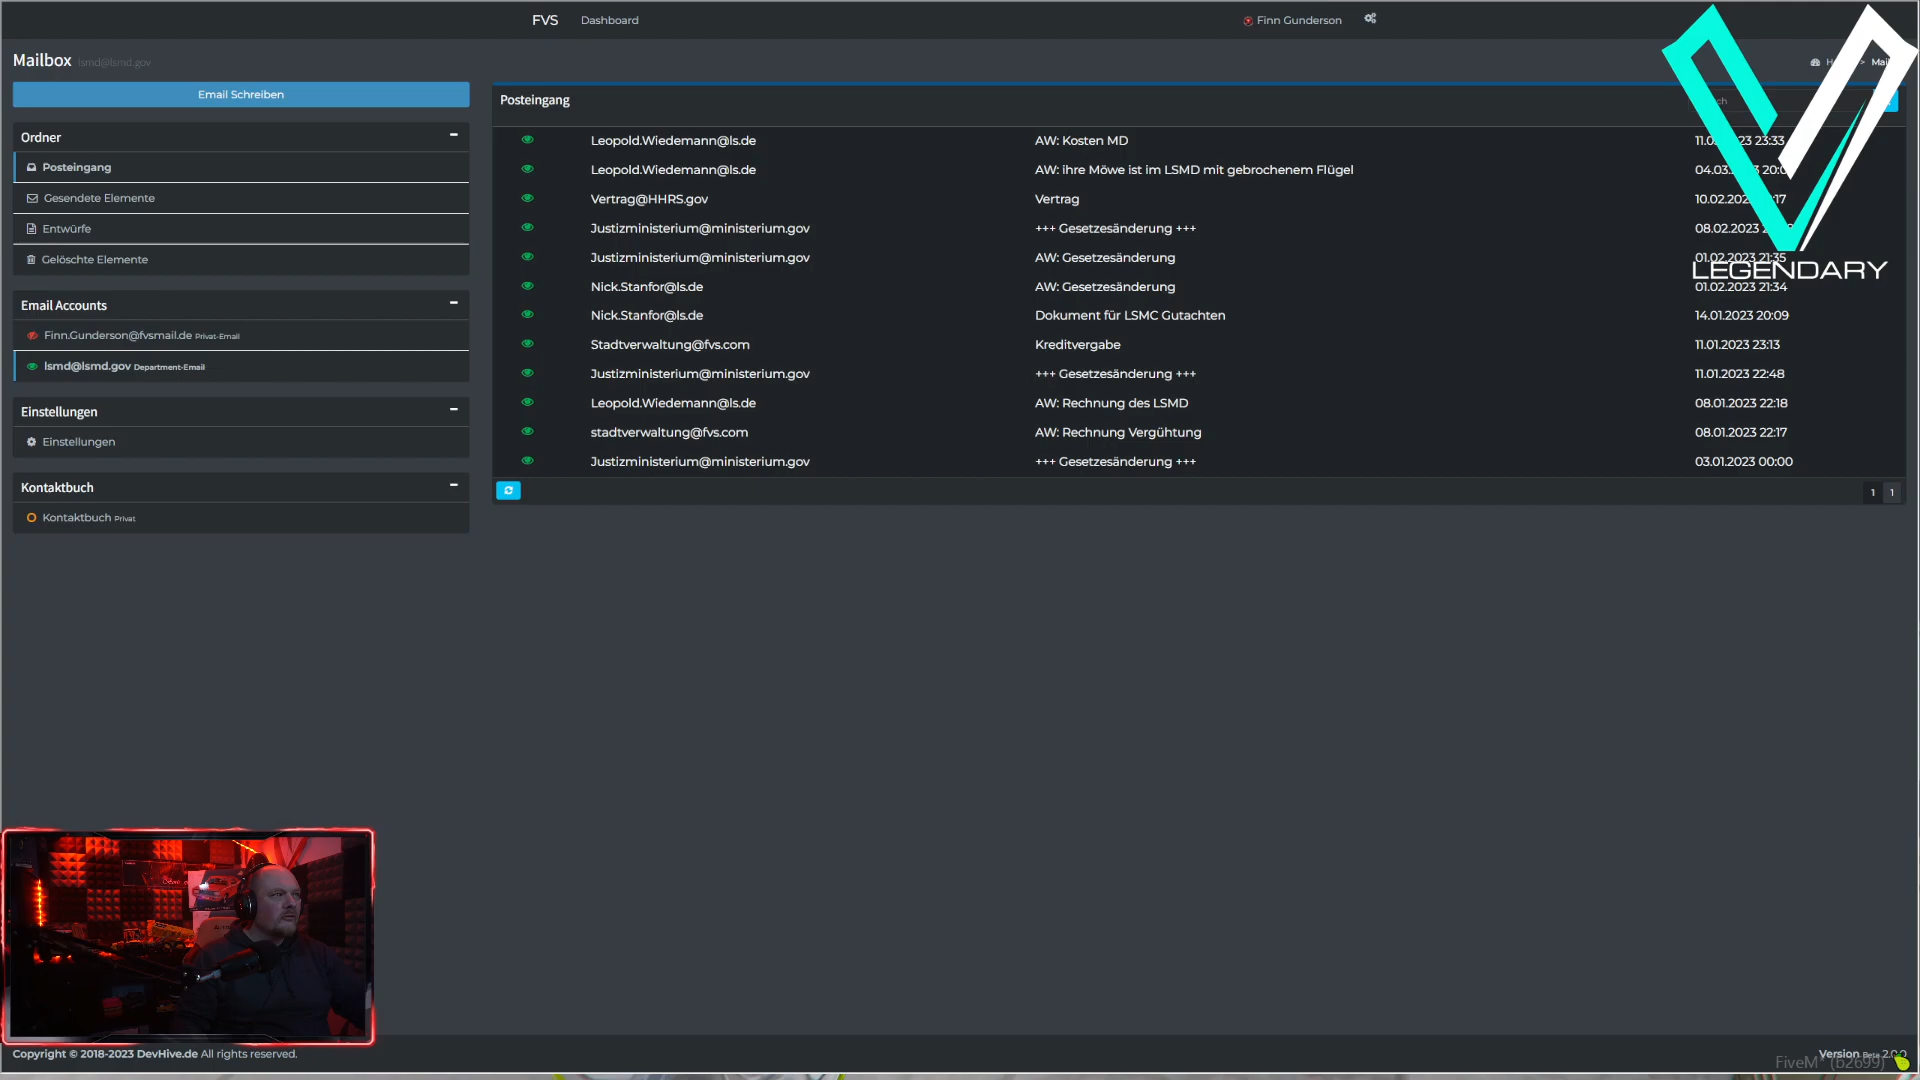 FVS Dashboard Finn Gunderson
Mailbox lsmd@lsmd.gov
Mail
Email Schreiben
Ordner
Posteingang
Gesendete Elemente
Entwürfe
Gelöschte Elemente
Email Accounts
Finn.Gunderson@fvsmail.de Privat-Email
lsmd@lsmd.gov Department-Email
Einstellungen
Einstellungen
Kontaktbuch
Kontaktbuch Privat
Posteingang
Leopold.Wiedemann@ls.de AW: Kosten MD 23:33
Leopold.Wiedemann@ls.de AW: ihre Möwe ist im LSMD mit gebrochenem Flügel
Vertrag@HHRS.gov Vertrag
Justizministerium@ministerium.gov +++ Gesetzesänderung +++
Justizministerium@ministerium.gov AW: Gesetzesänderung 01.02.2023 21:35
Nick.Stanfor@ls.de AW: Gesetzesänderung 01.02.2023 21:34
Nick.Stanfor@ls.de Dokument für LSMC Gutachten 14.01.2023 20:09
Stadtverwaltung@fvs.com Kreditvergabe 11.01.2023 23:13
Justizministerium@ministerium.gov +++ Gesetzesänderung +++ 11.01.2023 22:48
Leopold.Wiedemann@ls.de AW: Rechnung des LSMD 08.01.2023 22:18
stadtverwaltung@fvs.com AW: Rechnung Vergühtung 08.01.2023 22:17
Justizministerium@ministerium.gov +++ Gesetzesänderung +++ 03.01.2023 00:00
1 1
LEGENDARY
Copyright © 2018-2023 DevHive.de All rights reserved.
Version Beta 2.0.0
FiveM* (b2699)